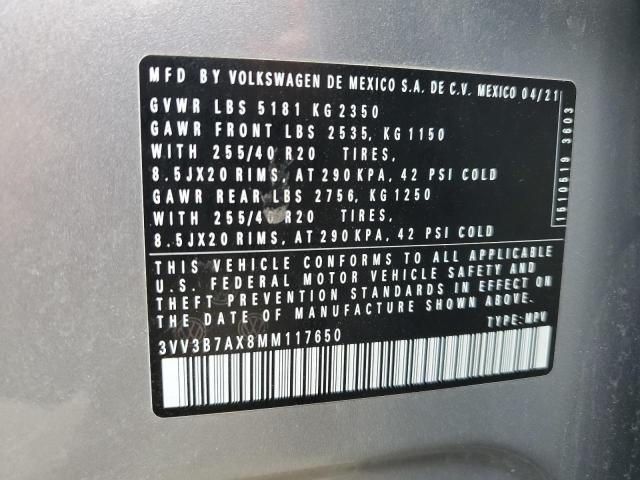 MFD BY VOLKSWAGEN DE MEXICO S.A. DE C.V. MEXICO 04/21
GVWR LBS 5181 KG 2350
GAWR FRONT LBS 2535, KG 1150
WITH 255/40 R20 TIRES,
8.5JX20 RIMS, AT 290 KPA, 42 PSI COLD
GAWR REAR LBS 2756, KG 1250
WITH 255/40 R20 TIRES,
8.5JX20 RIMS, AT 290 KPA, 42 PSI COLD
1510519 3603
THIS VEHICLE CONFORMS TO ALL APPLICABLE
U.S. FEDERAL MOTOR VEHICLE SAFETY AND
THEFT PREVENTION STANDARDS IN EFFECT ON
THE DATE OF MANUFACTURE SHOWN ABOVE.
TYPE: MPV
3VV3B7AX8MM117650